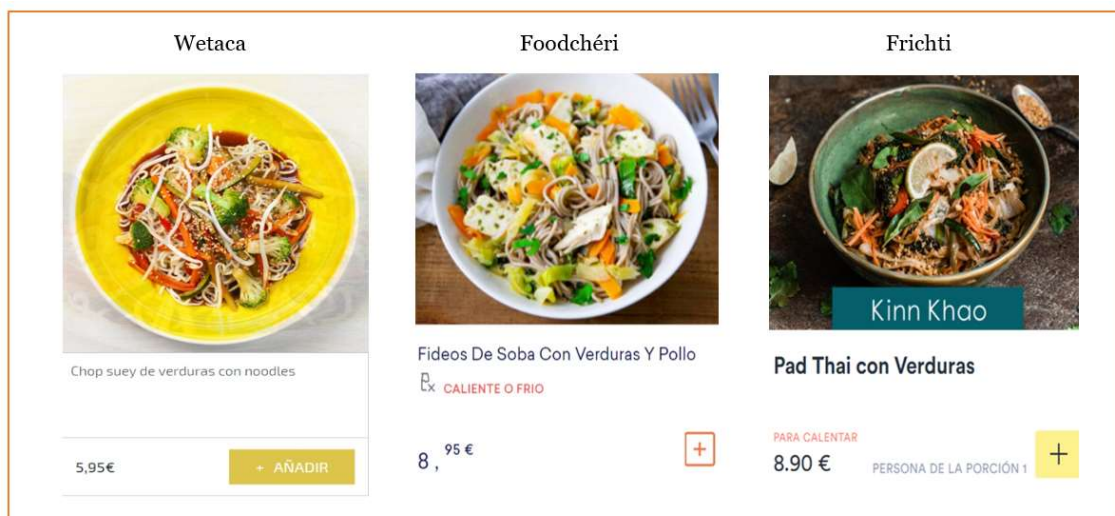 Wetaca
Foodchéri
Frichti
Chop suey de verduras con noodles
5,95€
+ AÑADIR
Fideos De Soba Con Verduras Y Pollo
CALIENTE O FRIO
8 , 95 €
+
Kinn Khao
Pad Thai con Verduras
PARA CALENTAR
8.90 €
PERSONA DE LA PORCIÓN 1
+